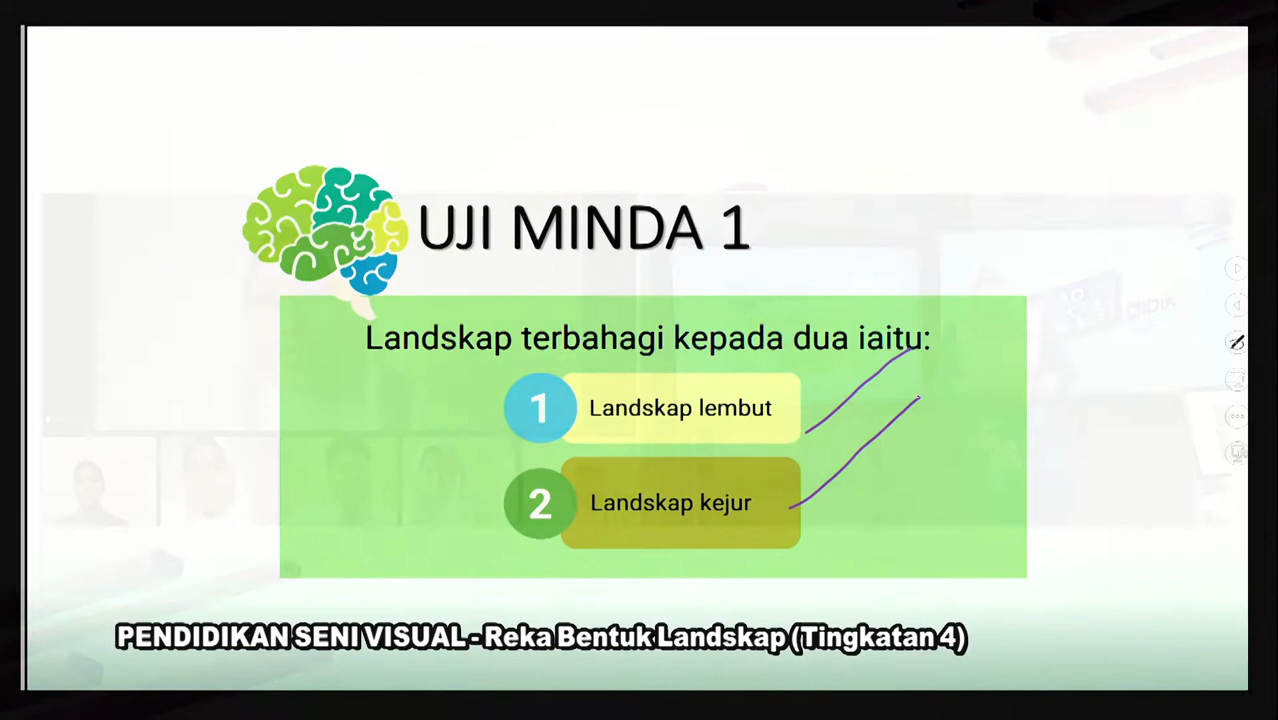 UJI MINDA 1
Landskap terbahagi kepada dua iaitu:
1 Landskap lembut
2 Landskap kejur
PENDIDIKAN SENI VISUAL - Reka Bentuk Landskap (Tingkatan 4)